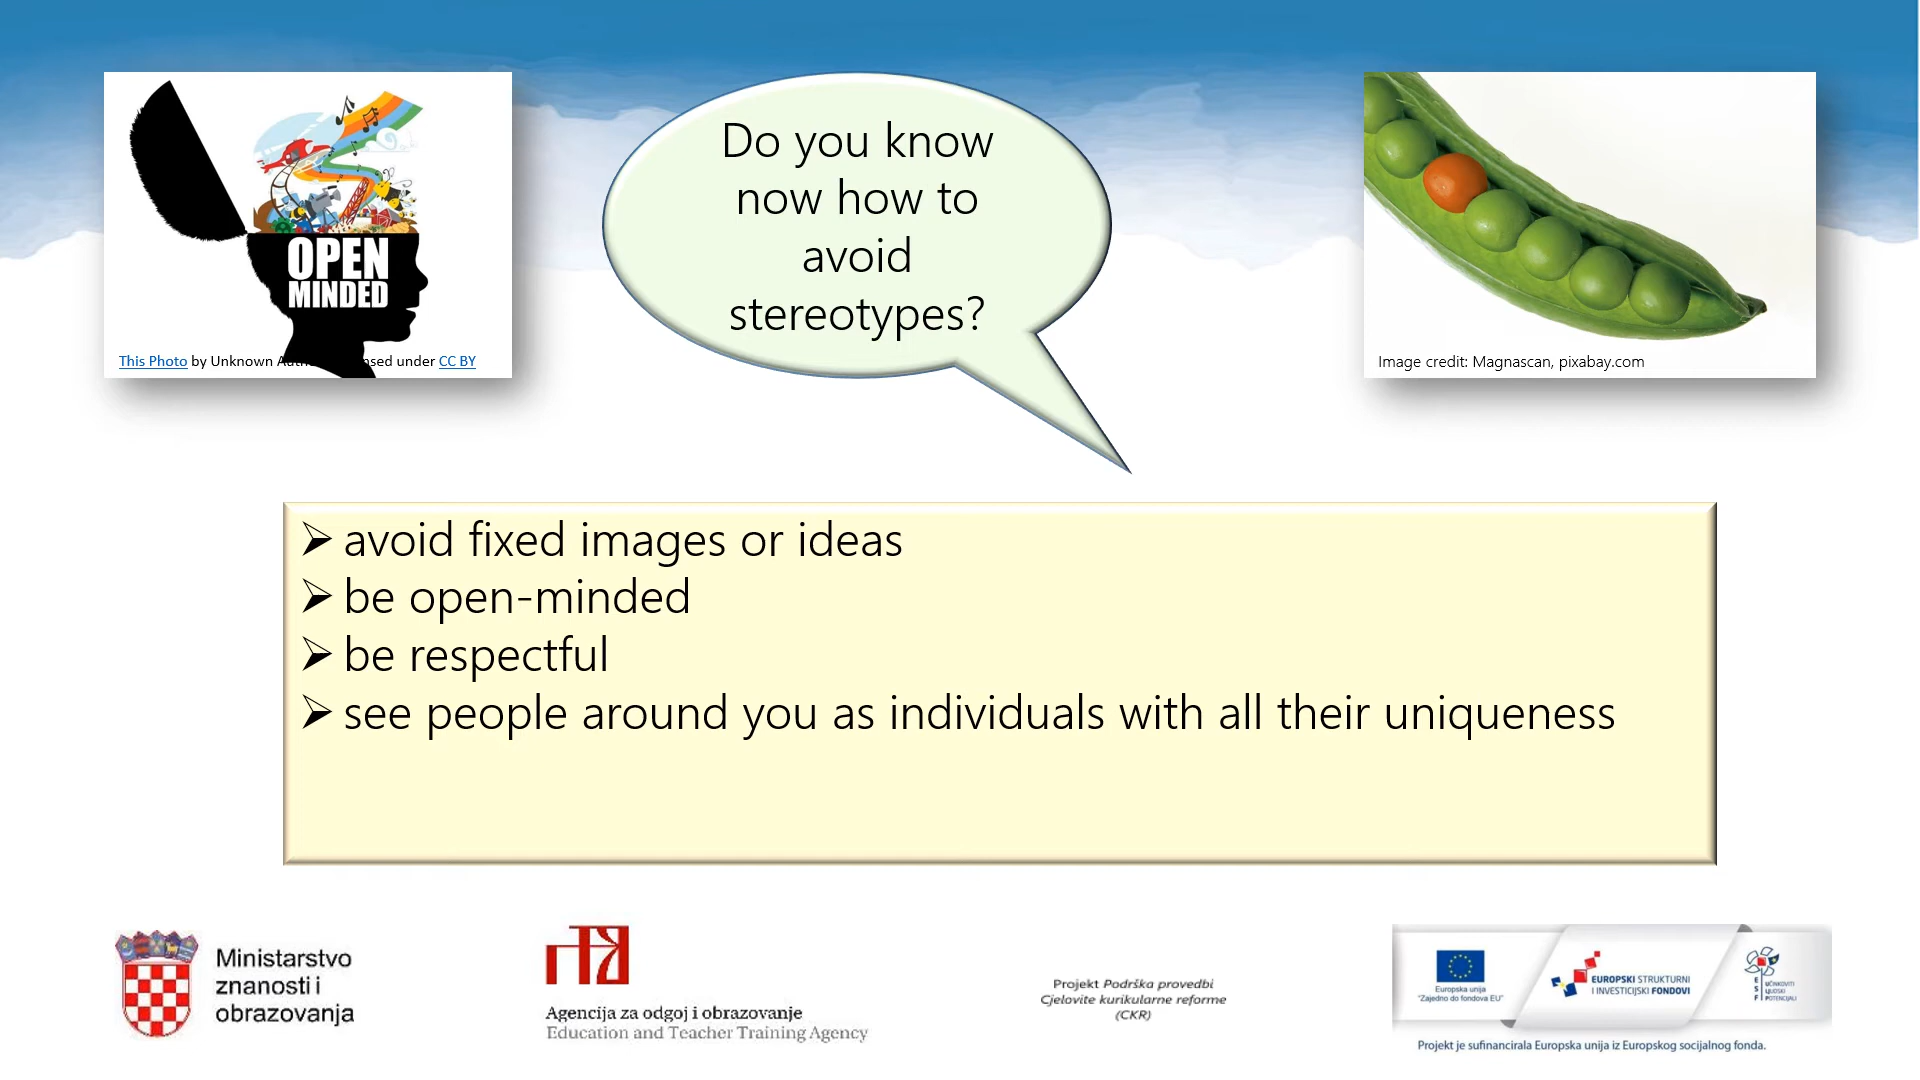 OPEN
MINDED
This Photo by Unknown nsed under CC BY
Do you know
now how to
avoid
stereotypes?
Image credit: Magnascan, pixabay.com
➢ avoid fixed images or ideas
➢ be open-minded
➢ be respectful
➢ see people around you as individuals with all their uniqueness
Ministarstvo
znanosti i
obrazovanja
Agencija za odgoj i obrazovanje
Education and Teacher Training Agency
Projekt Podrška provedbi
Cjelovite kurikularne reforme
(CKR)
Europska unija
"Zajedno do fondova EU"
EUROPSKI STRUKTURNI
I INVESTICIJSKI FONDOVI
ESF
UČINKOVITI
LJUDSKI
POTENCIJALI
Projekt je sufinancirala Europska unija iz Europskog socijalnog fonda.